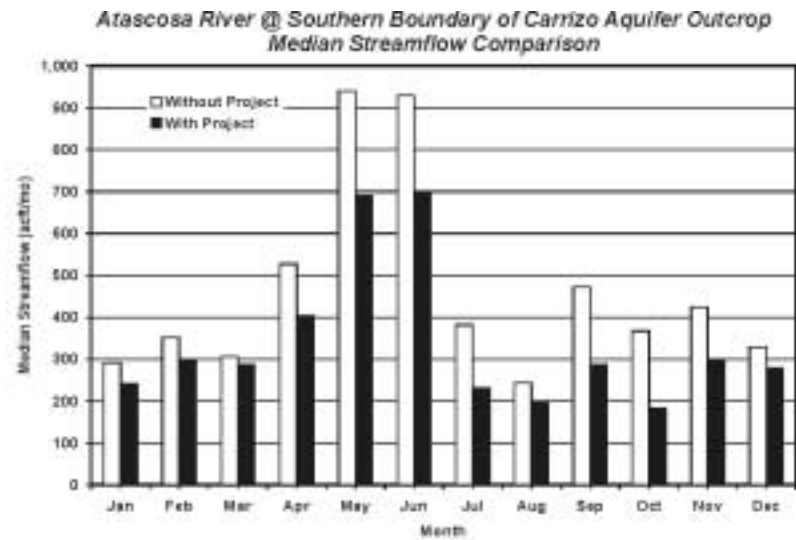 Atascosa River @ Southern Boundary of Carrizo Aquifer Outcrop
Median Streamflow Comparison
1,000
900
800
700
600
500
400
300
200
100
0
Without Project
With Project
Median Streamflow (acft/mo)
Jan Feb Mar Apr May Jun Jul Aug Sep Oct Nov Dec
Month